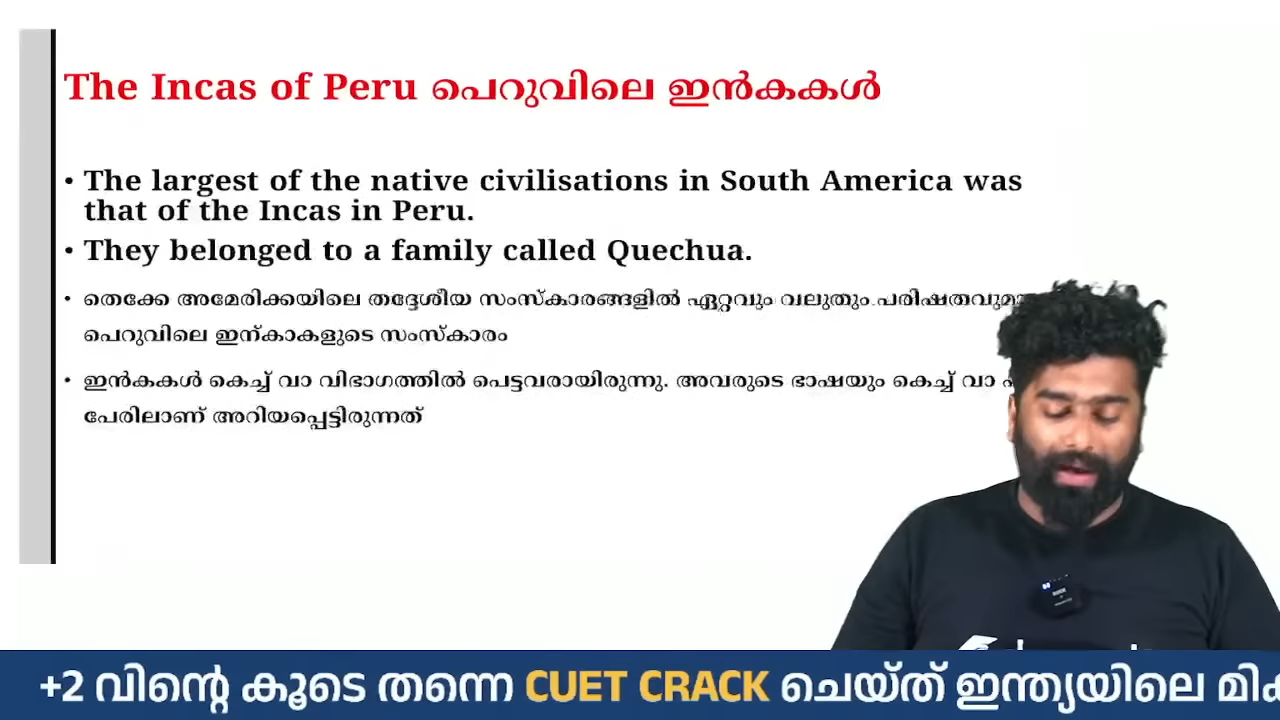 The Incas of Peru പെറുവിലെ ഇൻകകൾ
• The largest of the native civilisations in South America was
that of the Incas in Peru.
• They belonged to a family called Quechua.
• തെക്കേ അമേരിക്കയിലെ തദ്ദേശീയ സംസ്കാരങ്ങളിൽ ഏറ്റവും വലുതും
പെറുവിലെ ഇന്കാകളുടെ സംസ്കാരം
• ഇൻകകൾ കെച്ച് വാ വിഭാഗത്തിൽ പെട്ടവരായിരുന്നു. അവരുടെ ഭാഷയും കെച്ച് വാ
പേരിലാണ് അറിയപ്പെട്ടിരുന്നത്
+2 വിന്റെ കൂടെ തന്നെ CUET CRACK ചെയ്ത് ഇന്ത്യയിലെ